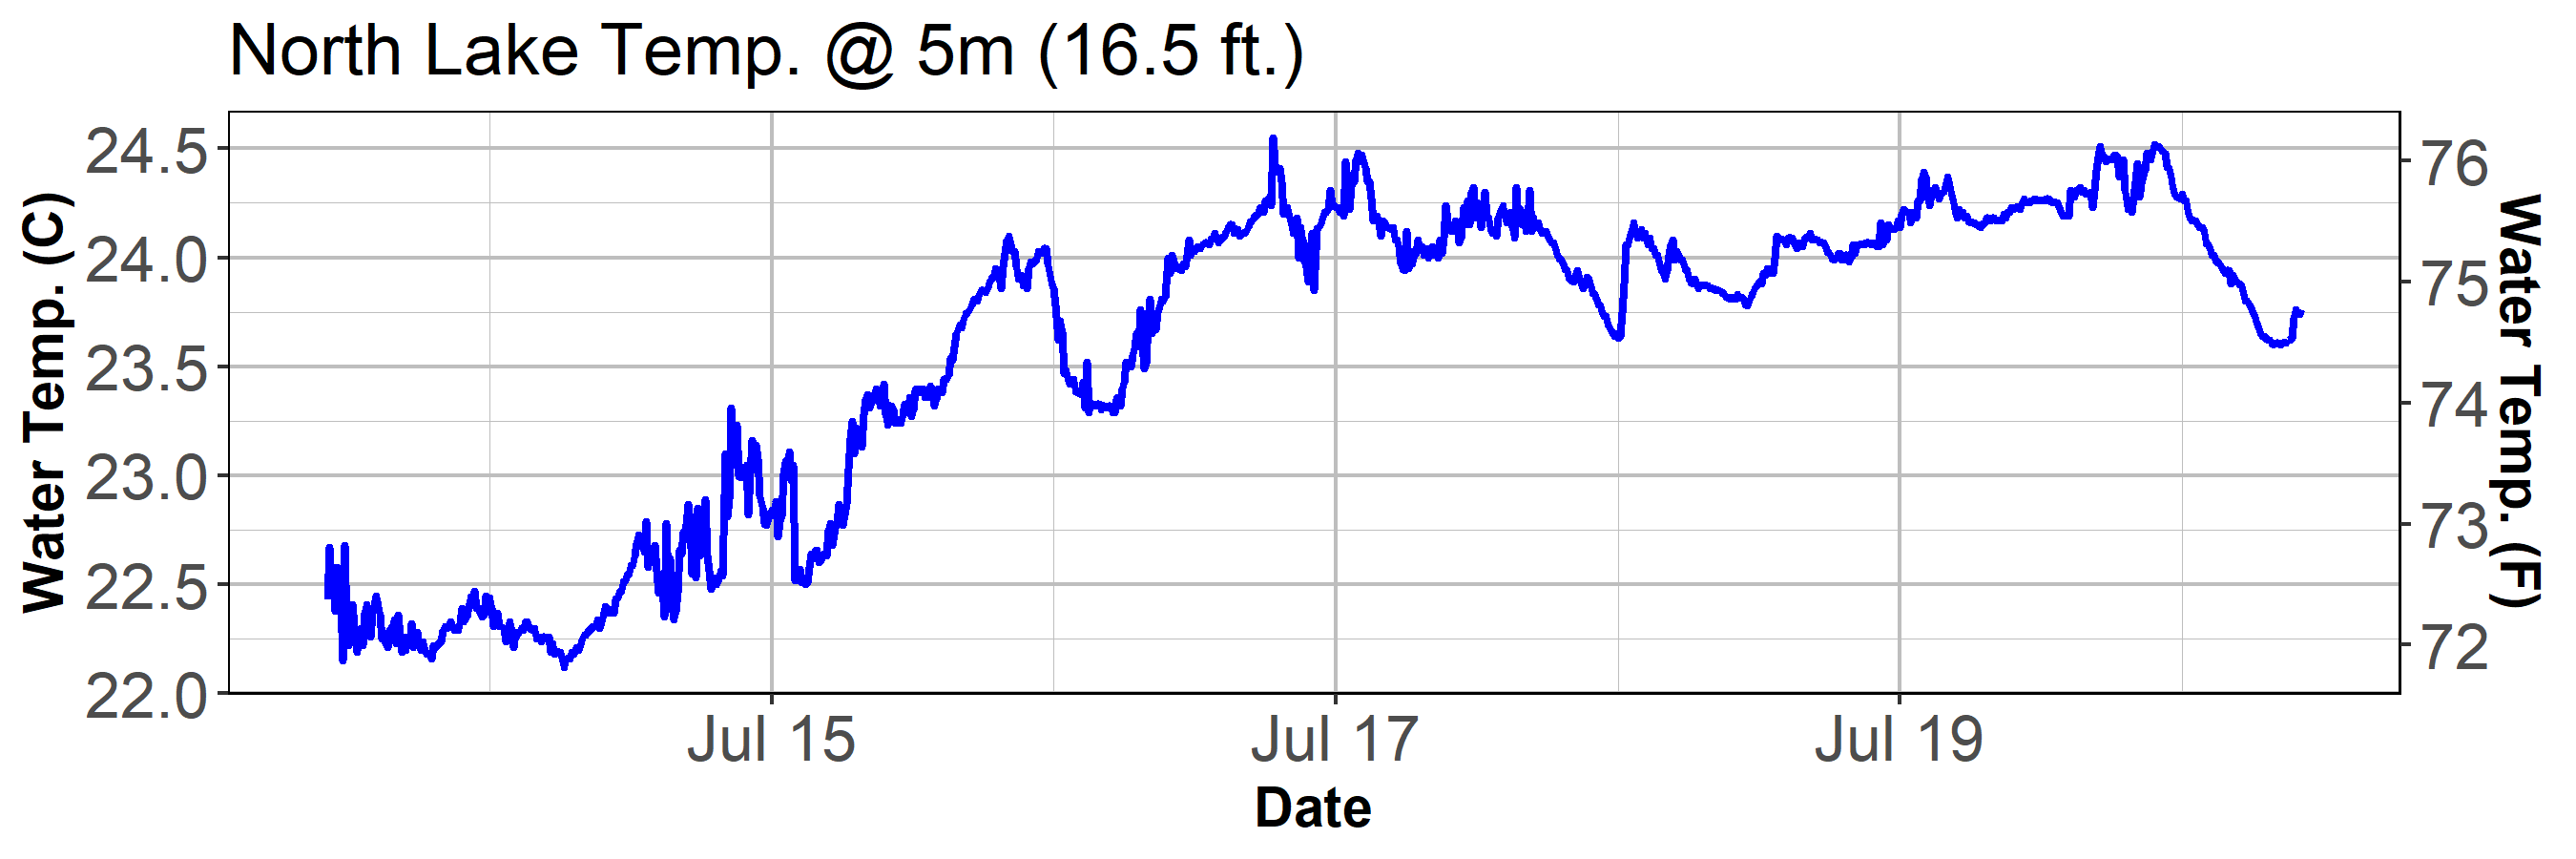 North Lake Temp. @ 5m (16.5 ft.)
Water Temp. (C)
24.5
24.0
23.5
23.0
22.5
22.0
76
75
74
73
72
Water Temp. (F)
Jul 15 Jul 17 Jul 19
Date